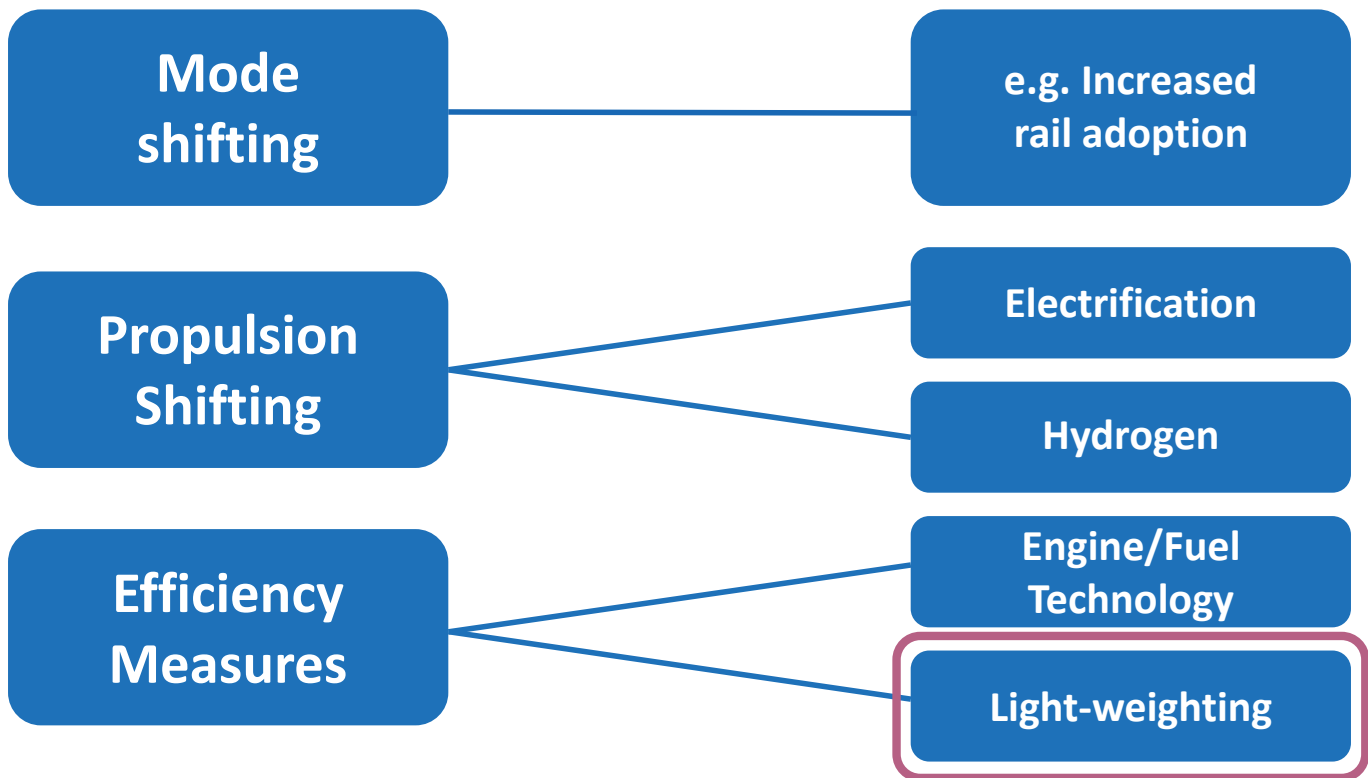 Mode
shifting
e.g. Increased
rail adoption
Propulsion
Shifting
Electrification
Hydrogen
Efficiency
Measures
Engine/Fuel
Technology
Light-weighting